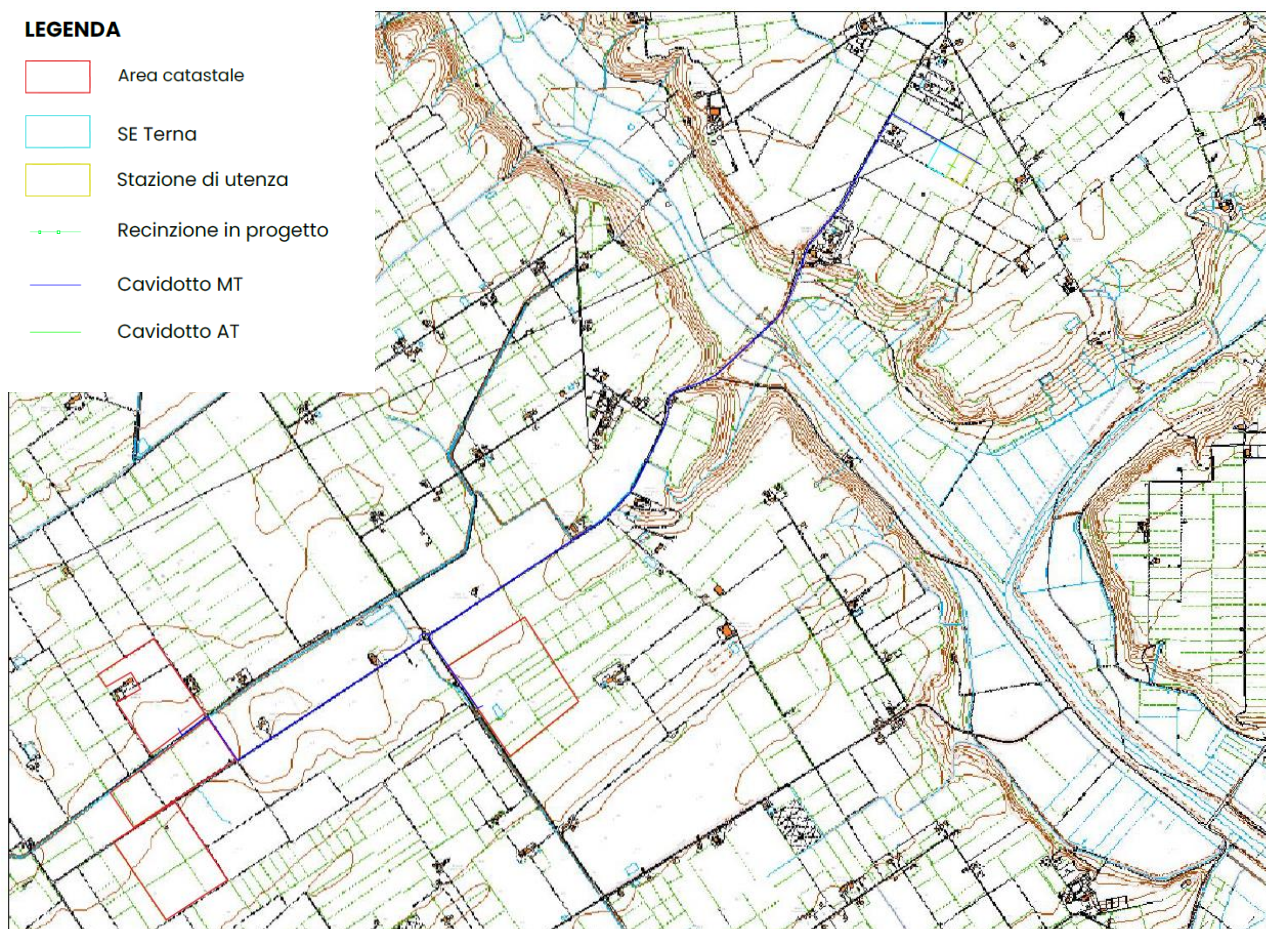 LEGENDA
Area catastale
SE Terna
Stazione di utenza
Recinzione in progetto
Cavidotto MT
Cavidotto AT